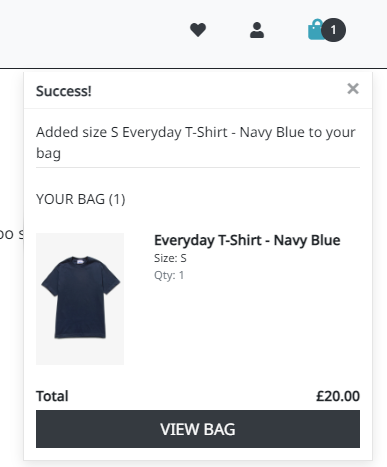 1
Success!
×
Added size S Everyday T-Shirt - Navy Blue to your
bag
YOUR BAG (1)
Everyday T-Shirt - Navy Blue
Size: S
Qty: 1
Total £20.00
VIEW BAG